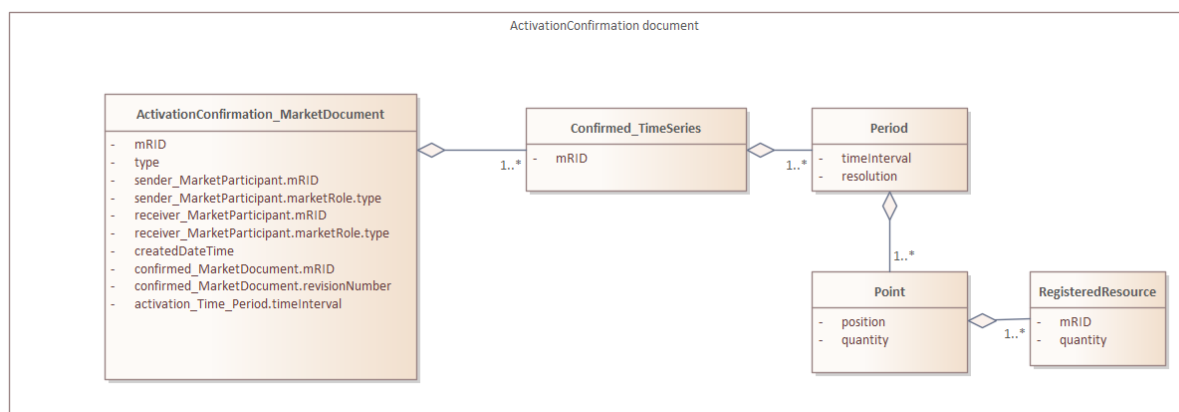 ActivationConfirmation document
ActivationConfirmation_MarketDocument
- mRID
- type
- sender_MarketParticipant.mRID
- sender_MarketParticipant.marketRole.type
- receiver_MarketParticipant.mRID
- receiver_MarketParticipant.marketRole.type
- createdDateTime
- confirmed_MarketDocument.mRID
- confirmed_MarketDocument.revisionNumber
- activation_Time_Period.timeInterval
1..*
Confirmed_TimeSeries
- mRID
1..*
Period
- timeInterval
- resolution
1..*
Point
- position
- quantity
1..*
RegisteredResource
- mRID
- quantity